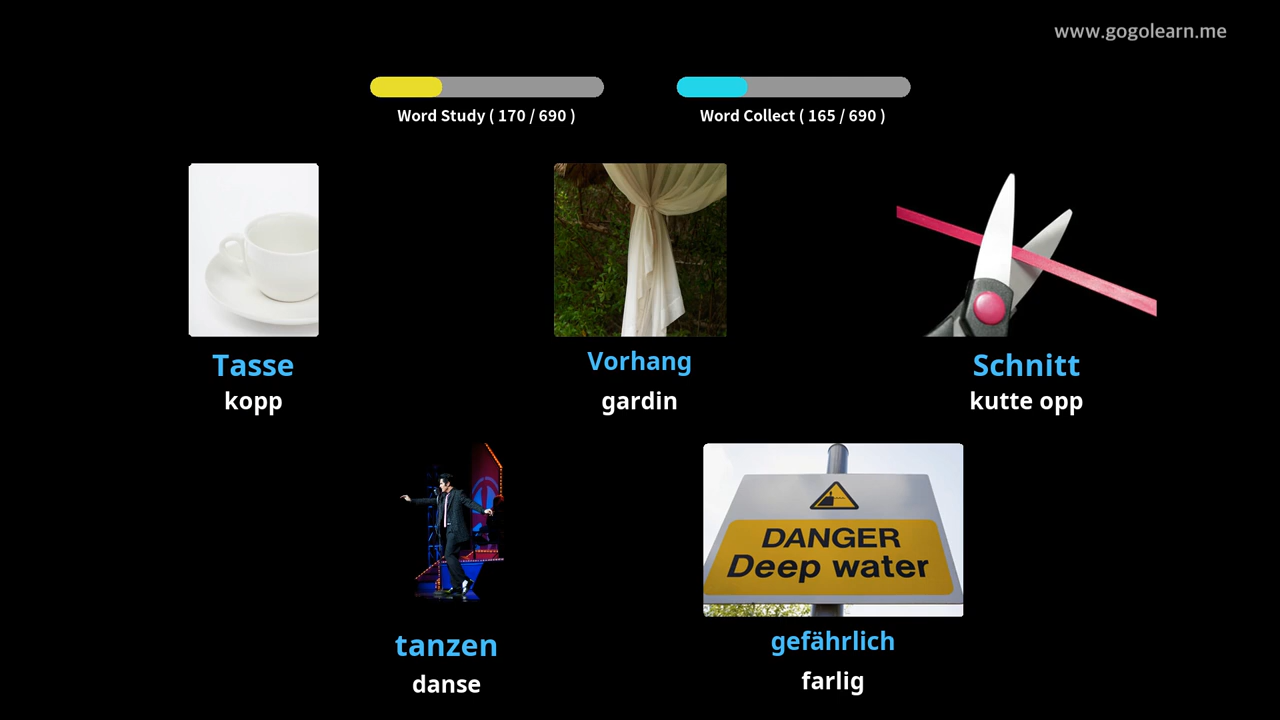 www.gogolearn.me
Word Study ( 170 / 690 )
Word Collect ( 165 / 690 )
Tasse
kopp
Vorhang
gardin
Schnitt
kutte opp
tanzen
danse
DANGER
Deep water
gefährlich
farlig